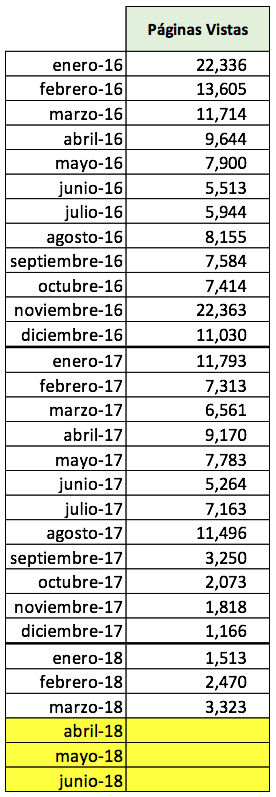 Páginas Vistas
enero-16 22,336
febrero-16 13,605
marzo-16 11,714
abril-16 9,644
mayo-16 7,900
junio-16 5,513
julio-16 5,944
agosto-16 8,155
septiembre-16 7,584
octubre-16 7,414
noviembre-16 22,363
diciembre-16 11,030
enero-17 11,793
febrero-17 7,313
marzo-17 6,561
abril-17 9,170
mayo-17 7,783
junio-17 5,264
julio-17 7,163
agosto-17 11,496
septiembre-17 3,250
octubre-17 2,073
noviembre-17 1,818
diciembre-17 1,166
enero-18 1,513
febrero-18 2,470
marzo-18 3,323
abril-18
mayo-18
junio-18